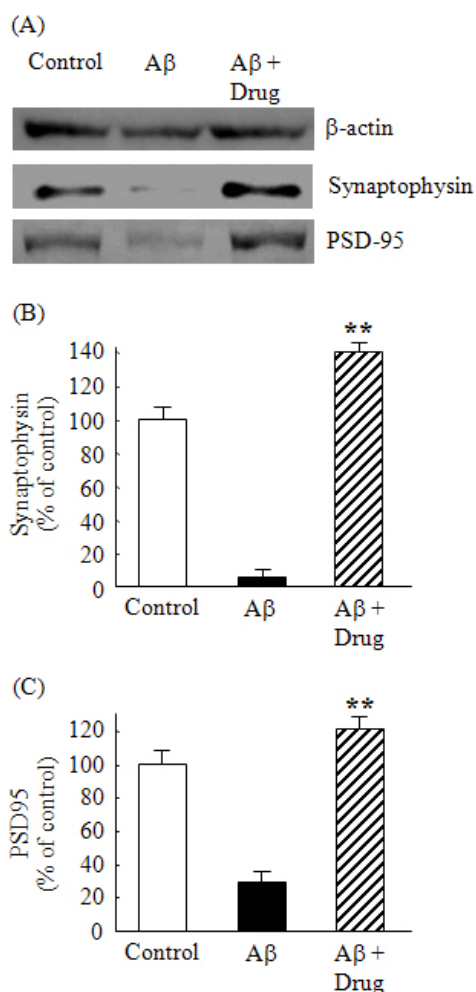 (A)
Control Aβ Aβ +
Drug
β-actin
Synaptophysin
PSD-95
(B)
**
140
120
100
80
60
40
20
0
Synaptophysin
(% of control)
Control Aβ Aβ +
Drug
(C)
**
120
100
80
60
40
20
0
PSD95
(% of control)
Control Aβ Aβ +
Drug